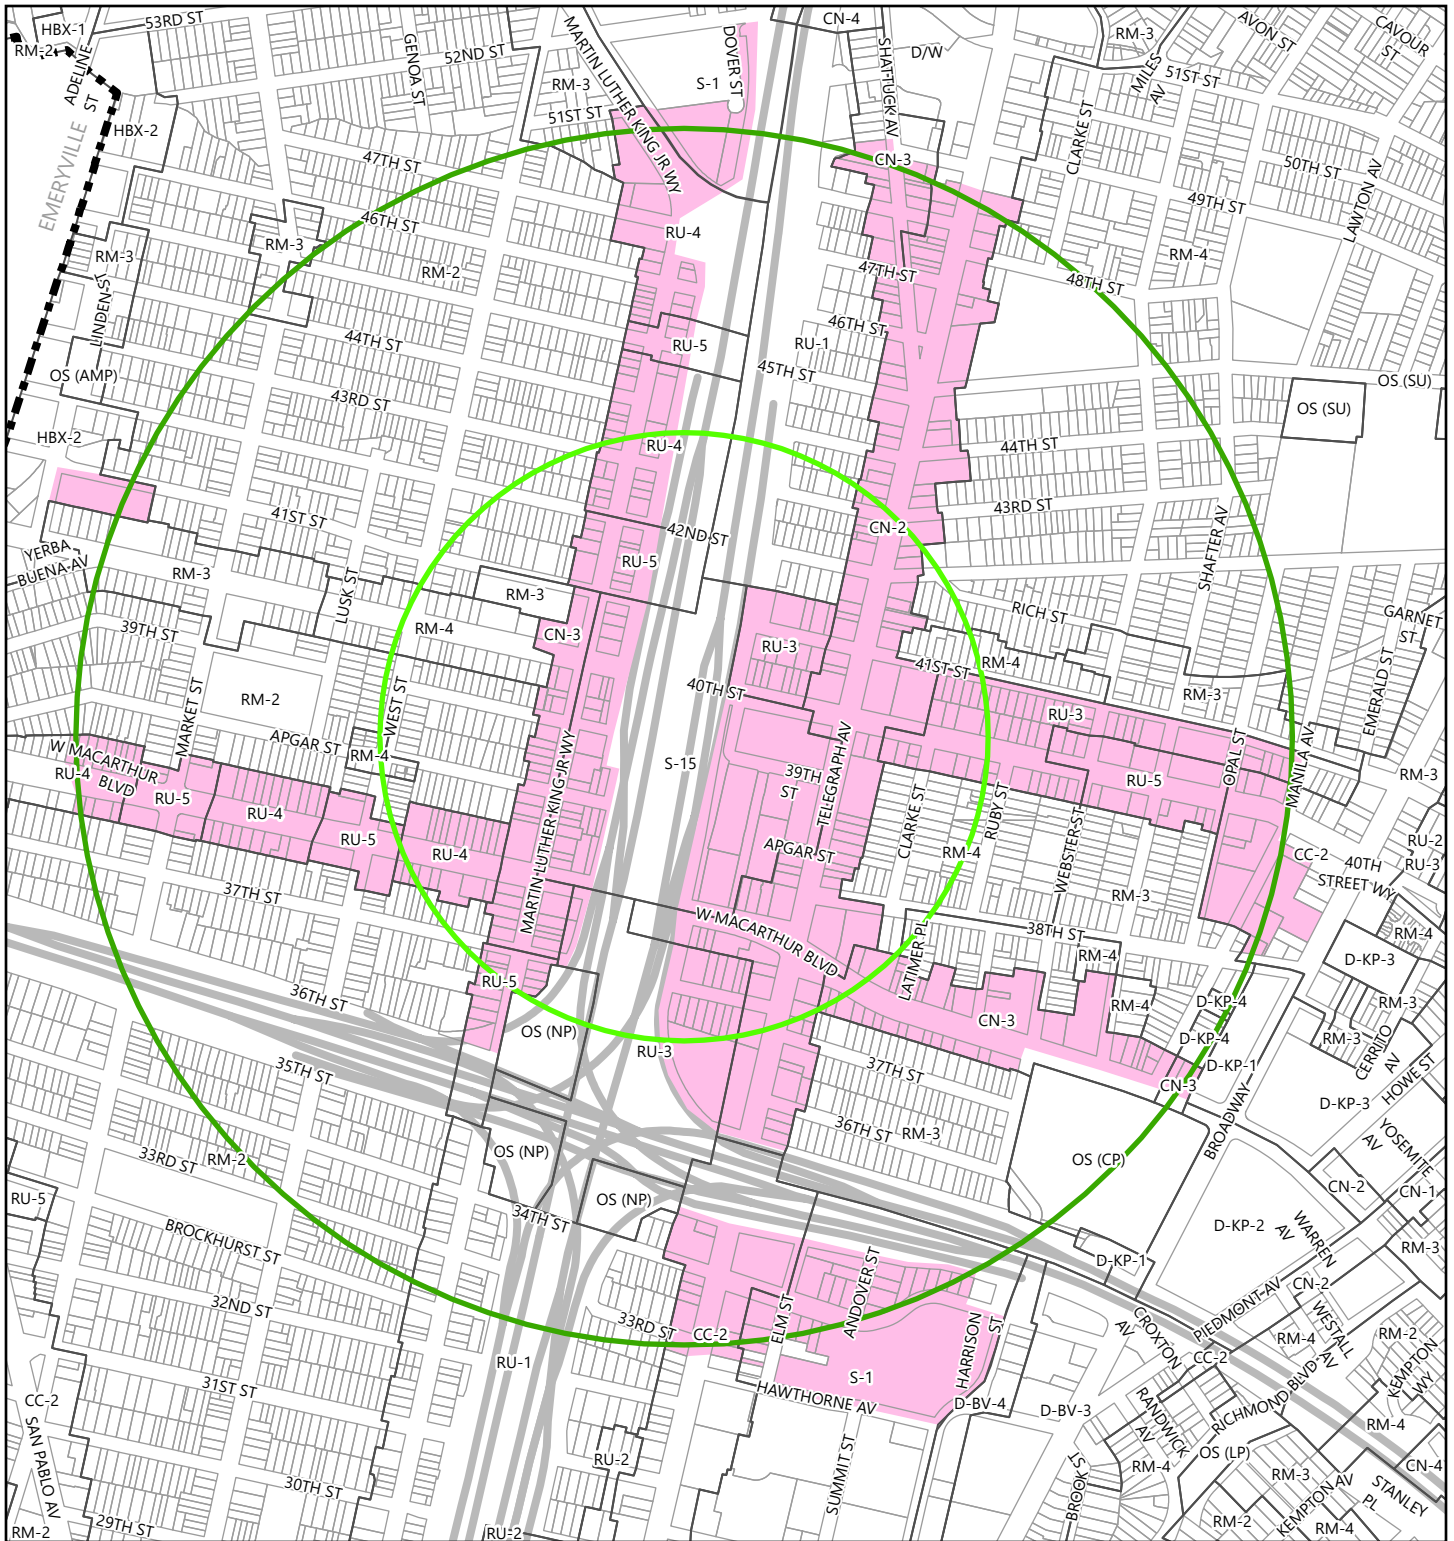 HBX-1
53RD ST
RM-2
ADELINE
ST
GENOA ST
52ND ST
MARTIN LUTHER KING JR WY
DOVER ST
S-1
CN-4
SHATTUCK AV
D/W
RM-3
MILES
AV
AVON ST
CAVOUR
ST
51ST ST
RM-3
51ST ST
HBX-2
EMERYVILLE
47TH ST
CN-3
CLARKE ST
50TH ST
LAWTON AV
49TH ST
46TH ST
RM-3
RM-3
RM-2
RU-4
47TH ST
RM-4
48TH ST
LINDEN ST
44TH ST
RU-5
46TH ST
RU-1
45TH ST
OS (AMP)
43RD ST
OS (SU)
OS (SU)
HBX-2
RU-4
44TH ST
41ST ST
42ND ST
CN-2
43RD ST
SHAFTER AV
YERBA
BUENA AV
RM-3
LUSK ST
RM-3
RU-5
RICH ST
GARNET
ST
39TH ST
RM-4
CN-3
RU-3
41ST ST
RM-4
EMERALD ST
MARKET ST
RM-2
WEST ST
40TH ST
RM-3
RU-3
APGAR ST
RM-4
W MACARTHUR
BLVD
RU-4
RU-5
RU-4
RU-5
RU-4
MARTIN LUTHER KING JR WY
S-15
39TH
ST
TELEGRAPH AV
CLARKE ST
RUBY ST
RU-5
OPAL ST
MANILA AV
RM-3
APGAR ST
RM-4
WEBSTER ST
RM-3
CC-2
40TH
STREET WY
RU-2
RU-3
37TH ST
W MACARTHUR BLVD
LATIMER PL
38TH ST
RM-4
RM-4
D-KP-3
RU-5
36TH ST
CN-3
RM-4
D-KP-4
RM-3
OS (NP)
RU-3
D-KP-4
RM-3
CERRITO
AV
35TH ST
37TH ST
D-KP-1
HOWE ST
CN-3
D-KP-3
36TH ST
RM-3
BROADWAY
YOSEMITE
AV
33RD ST
RM-2
OS (NP)
OS (CP)
RU-5
OS (NP)
CN-2
CN-1
34TH ST
BROCKHURST ST
D-KP-2
WARREN
AV
RM-3
D-KP-1
ANDOVER ST
32ND ST
33RD ST
CC-2
ELM ST
HARRISON
ST
CROXTON
AV
PIEDMONT AV
CN-2
WESTALL
AV
RM-4
RM-2
RU-1
CC-2
KEMPTON
WY
31ST ST
S-1
CC-2
HAWTHORNE AV
D-BV-4
D-BV-3
RANDWICK
AV
RICHMOND BLVD
RM-4
SAN PABLO AV
RU-2
SUMMIT ST
BROOK ST
RM-4
OS (LP)
RM-3
CN-4
30TH ST
KEMPTON AV
STANLEY
PL
29TH ST
RM-2
RU-2
RM-2
RM-4